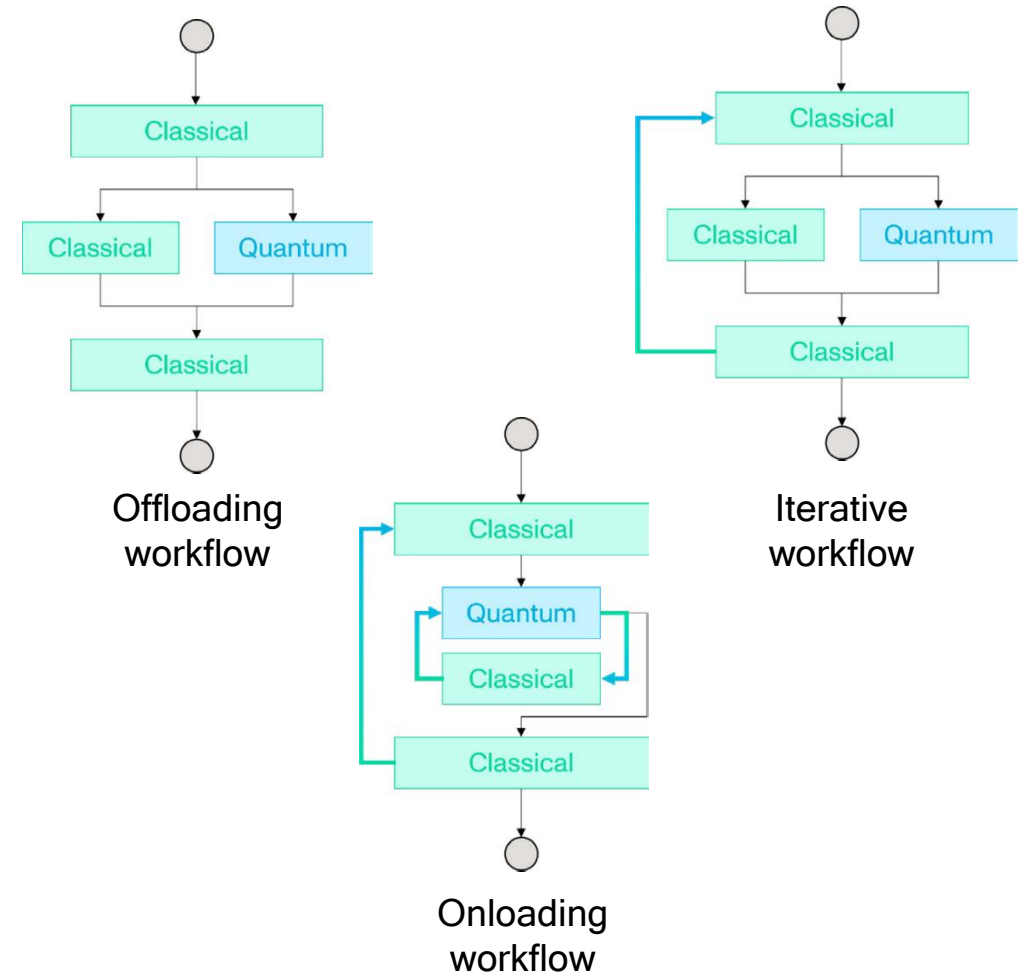 Classical
Classical
Quantum
Classical
Offloading
workflow
Classical
Classical
Quantum
Classical
Iterative
workflow
Classical
Quantum
Classical
Classical
Onloading
workflow